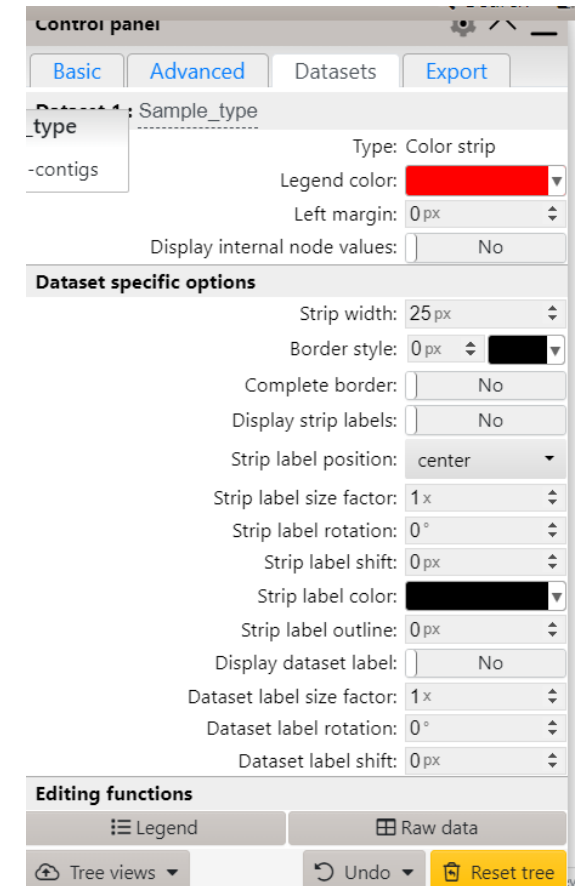 Control panel
Basic Advanced Datasets Export
: Sample_type
_type
-contigs
Type: Color strip
Legend color:
Left margin: 0 px
Display internal node values: No
Dataset specific options
Strip width: 25 px
Border style: 0 px
Complete border: No
Display strip labels: No
Strip label position: center
Strip label size factor: 1 x
Strip label rotation: 0 °
Strip label shift: 0 px
Strip label color:
Strip label outline: 0 px
Display dataset label: No
Dataset label size factor: 1 x
Dataset label rotation: 0 °
Dataset label shift: 0 px
Editing functions
Legend Raw data
Tree views Undo Reset tree